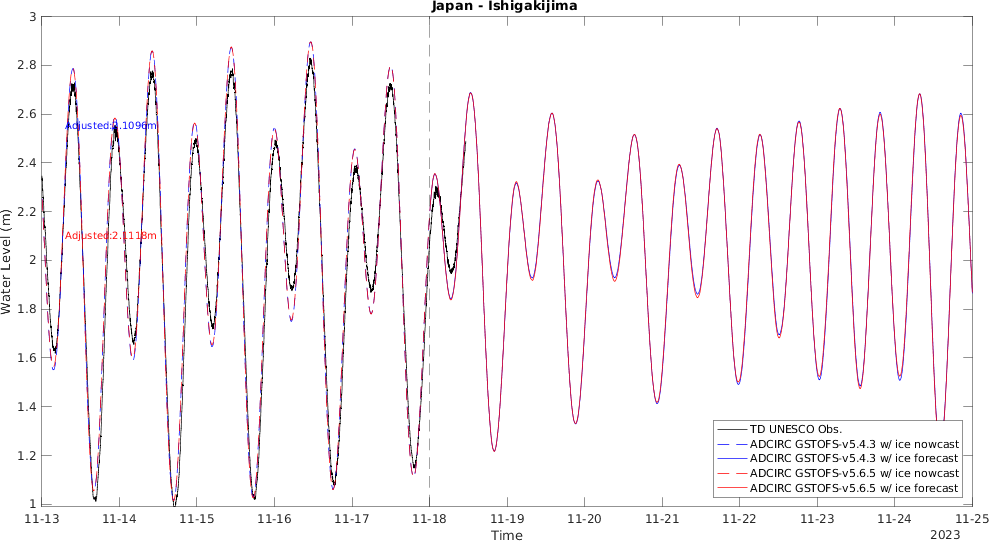 Japan - Ishigakijima
3
2.8
2.6
2.4
2.2
2
1.8
1.6
1.4
1.2
1
Water Level (m)
Adjusted:0.1096m
Adjusted:2.1118m
TD UNESCO Obs.
ADCIRC GSTOFS-v5.4.3 w/ ice nowcast
ADCIRC GSTOFS-v5.4.3 w/ ice forecast
ADCIRC GSTOFS-v5.6.5 w/ ice nowcast
ADCIRC GSTOFS-v5.6.5 w/ ice forecast
11-13 11-14 11-15 11-16 11-17 11-18 11-19 11-20 11-21 11-22 11-23 11-24 11-25
Time
2023